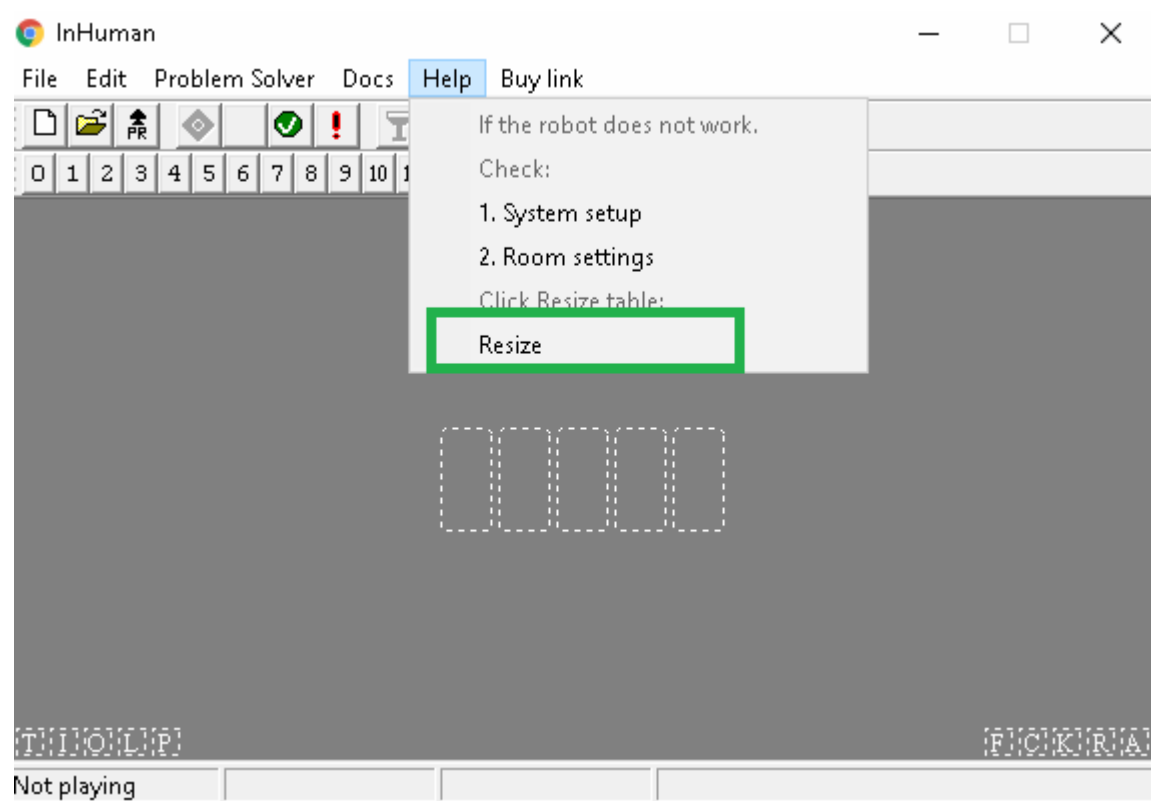 InHuman
File Edit Problem Solver Docs Help Buy link
PR
If the robot does not work.
0 1 2 3 4 5 6 7 8 9 10 1
Check:
1. System setup
2. Room settings
Click Resize table:
Resize
T I O L P
F C K R A
Not playing